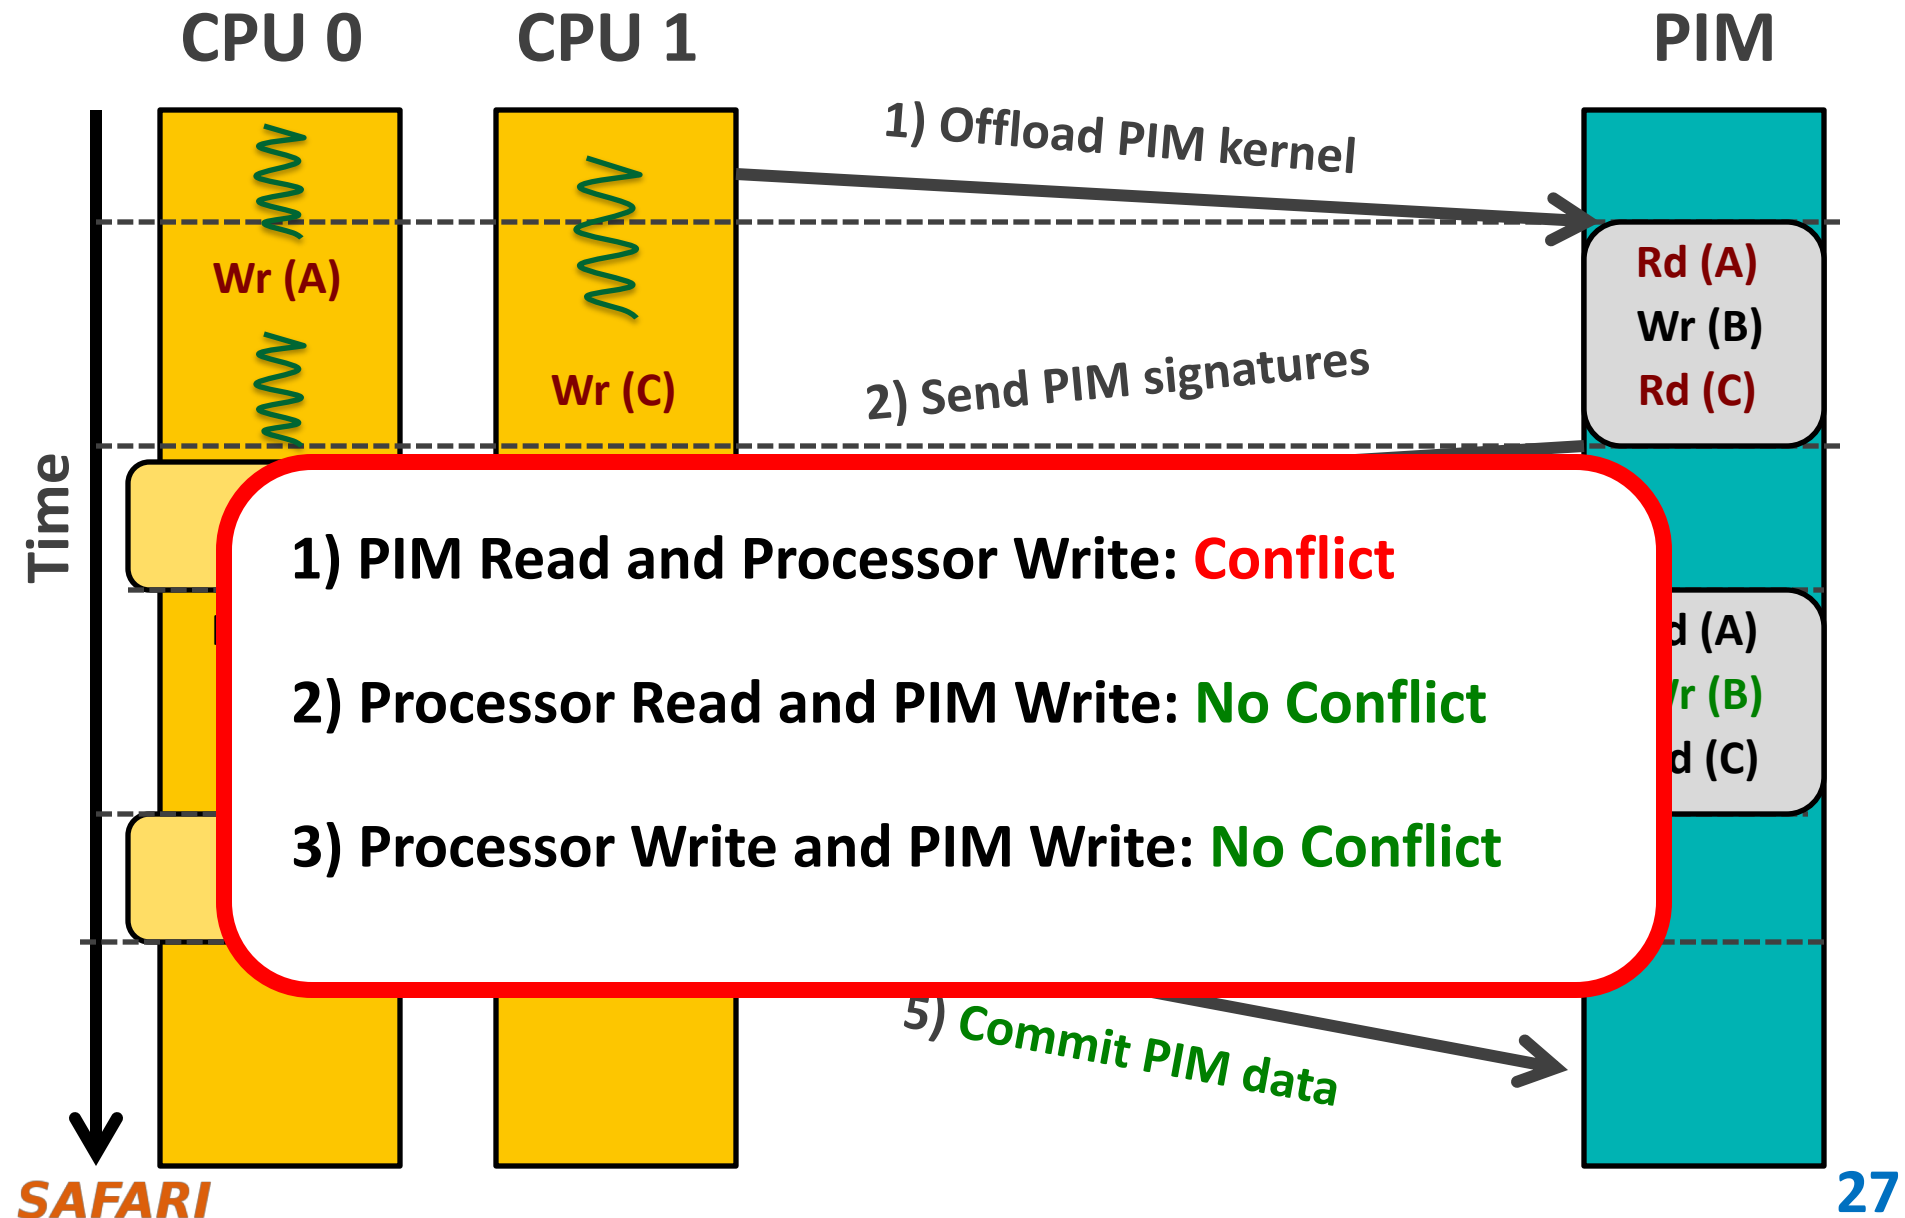 CPU 0
CPU 1
PIM
1) Offload PIM kernel
Wr (A)
Rd (A)
Wr (B)
Rd (C)
2) Send PIM signatures
Wr (C)
Time
1) PIM Read and Processor Write: Conflict
2) Processor Read and PIM Write: No Conflict
3) Processor Write and PIM Write: No Conflict
d (A)
r (B)
d (C)
5) Commit PIM data
SAFARI
27